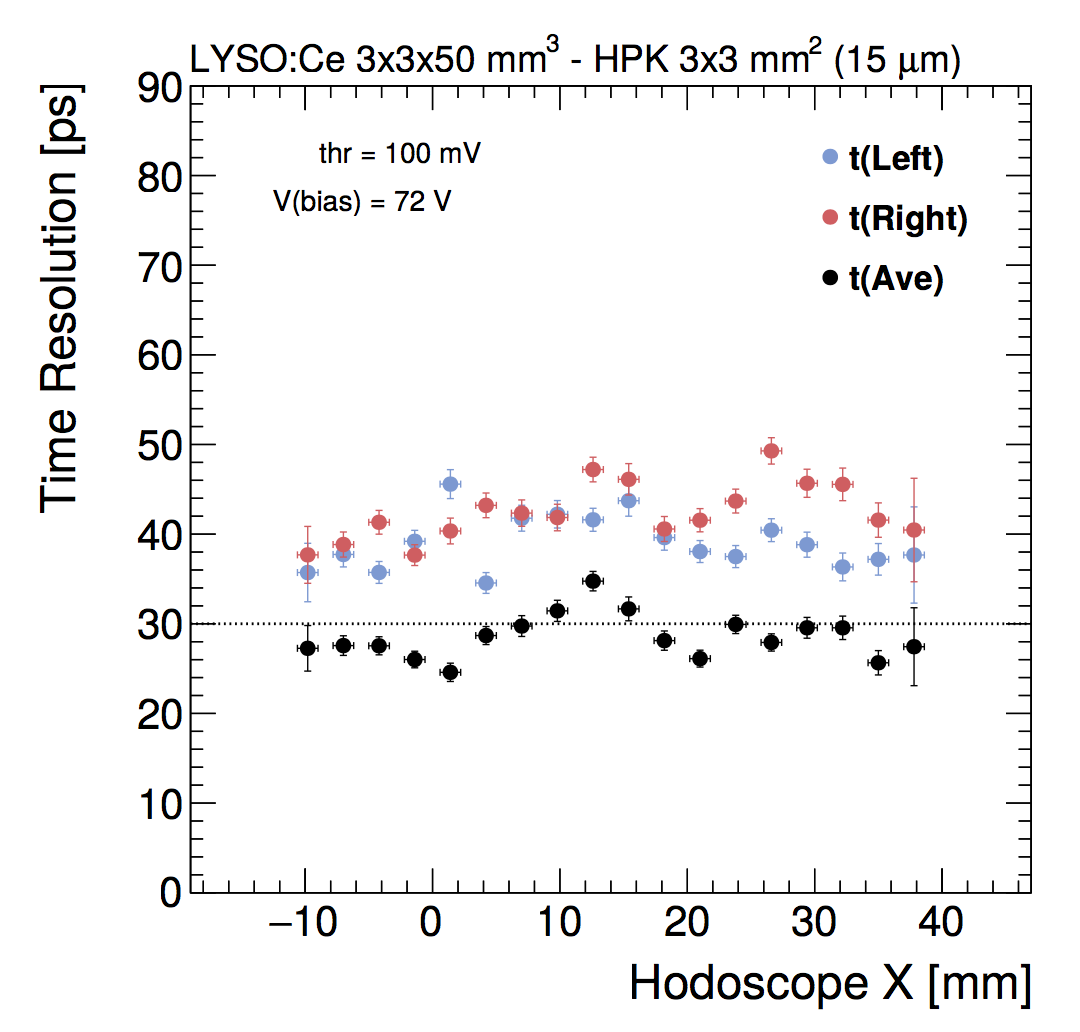 LYSO:Ce 3x3x50 mm³ - HPK 3x3 mm² (15 μm)
Time Resolution [ps]
90
80
70
60
50
40
30
20
10
0
thr = 100 mV
V(bias) = 72 V
t(Left)
t(Right)
t(Ave)
−10 0 10 20 30 40
Hodoscope X [mm]